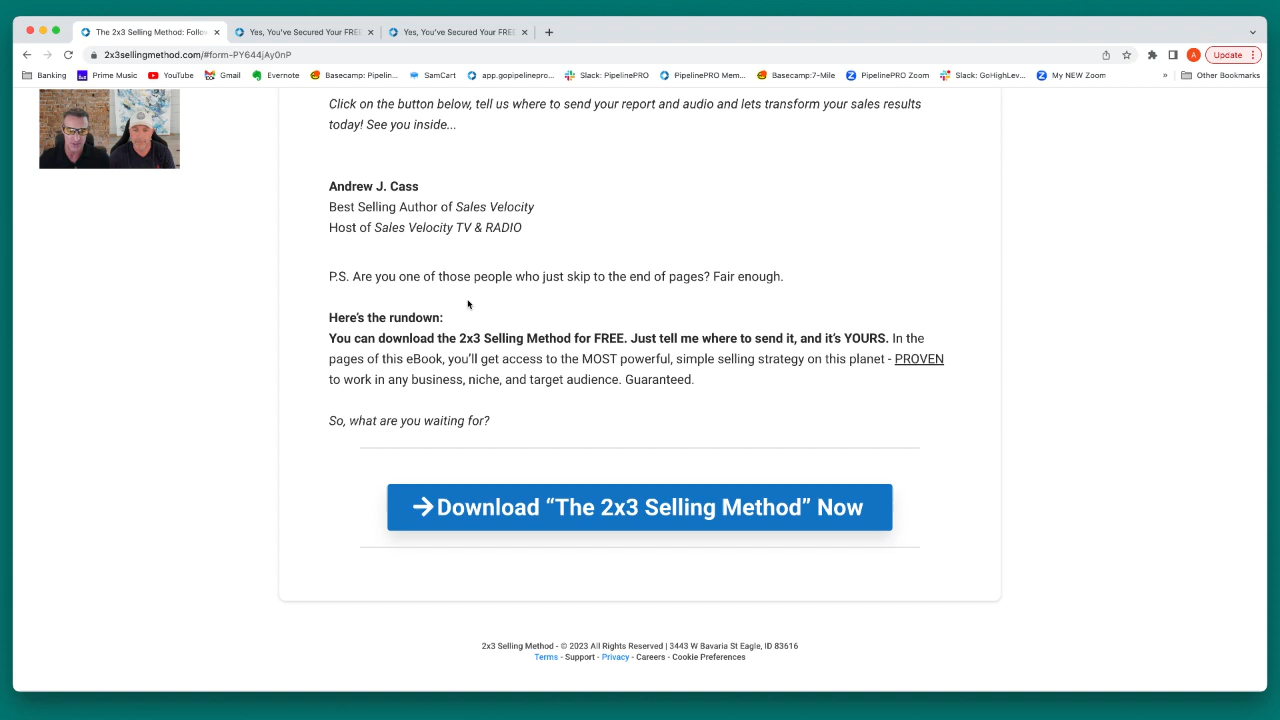 The 2x3 Selling Method: Follow
Yes, You've Secured Your FREE
Yes, You've Secured Your FREE
2x3sellingmethod.com/#form-PY644jAy0nP
A
Update
Banking
Prime Music
YouTube
Gmail
Evernote
Basecamp: Pipelin...
SamCart
app.gopipelinepro...
Slack: PipelinePRO
PipelinePRO Mem...
Basecamp:7-Mile
PipelinePRO Zoom
Slack: GoHighLev...
My NEW Zoom
»
Other Bookmarks
Click on the button below, tell us where to send your report and audio and lets transform your sales results
today! See you inside...
Andrew J. Cass
Best Selling Author of Sales Velocity
Host of Sales Velocity TV & RADIO
P.S. Are you one of those people who just skip to the end of pages? Fair enough.
Here's the rundown:
You can download the 2x3 Selling Method for FREE. Just tell me where to send it, and it's YOURS. In the
pages of this eBook, you'll get access to the MOST powerful, simple selling strategy on this planet - PROVEN
to work in any business, niche, and target audience. Guaranteed.
So, what are you waiting for?
Download “The 2x3 Selling Method” Now
2x3 Selling Method - © 2023 All Rights Reserved | 3443 W Bavaria St Eagle, ID 83616
Terms - Support - Privacy - Careers - Cookie Preferences